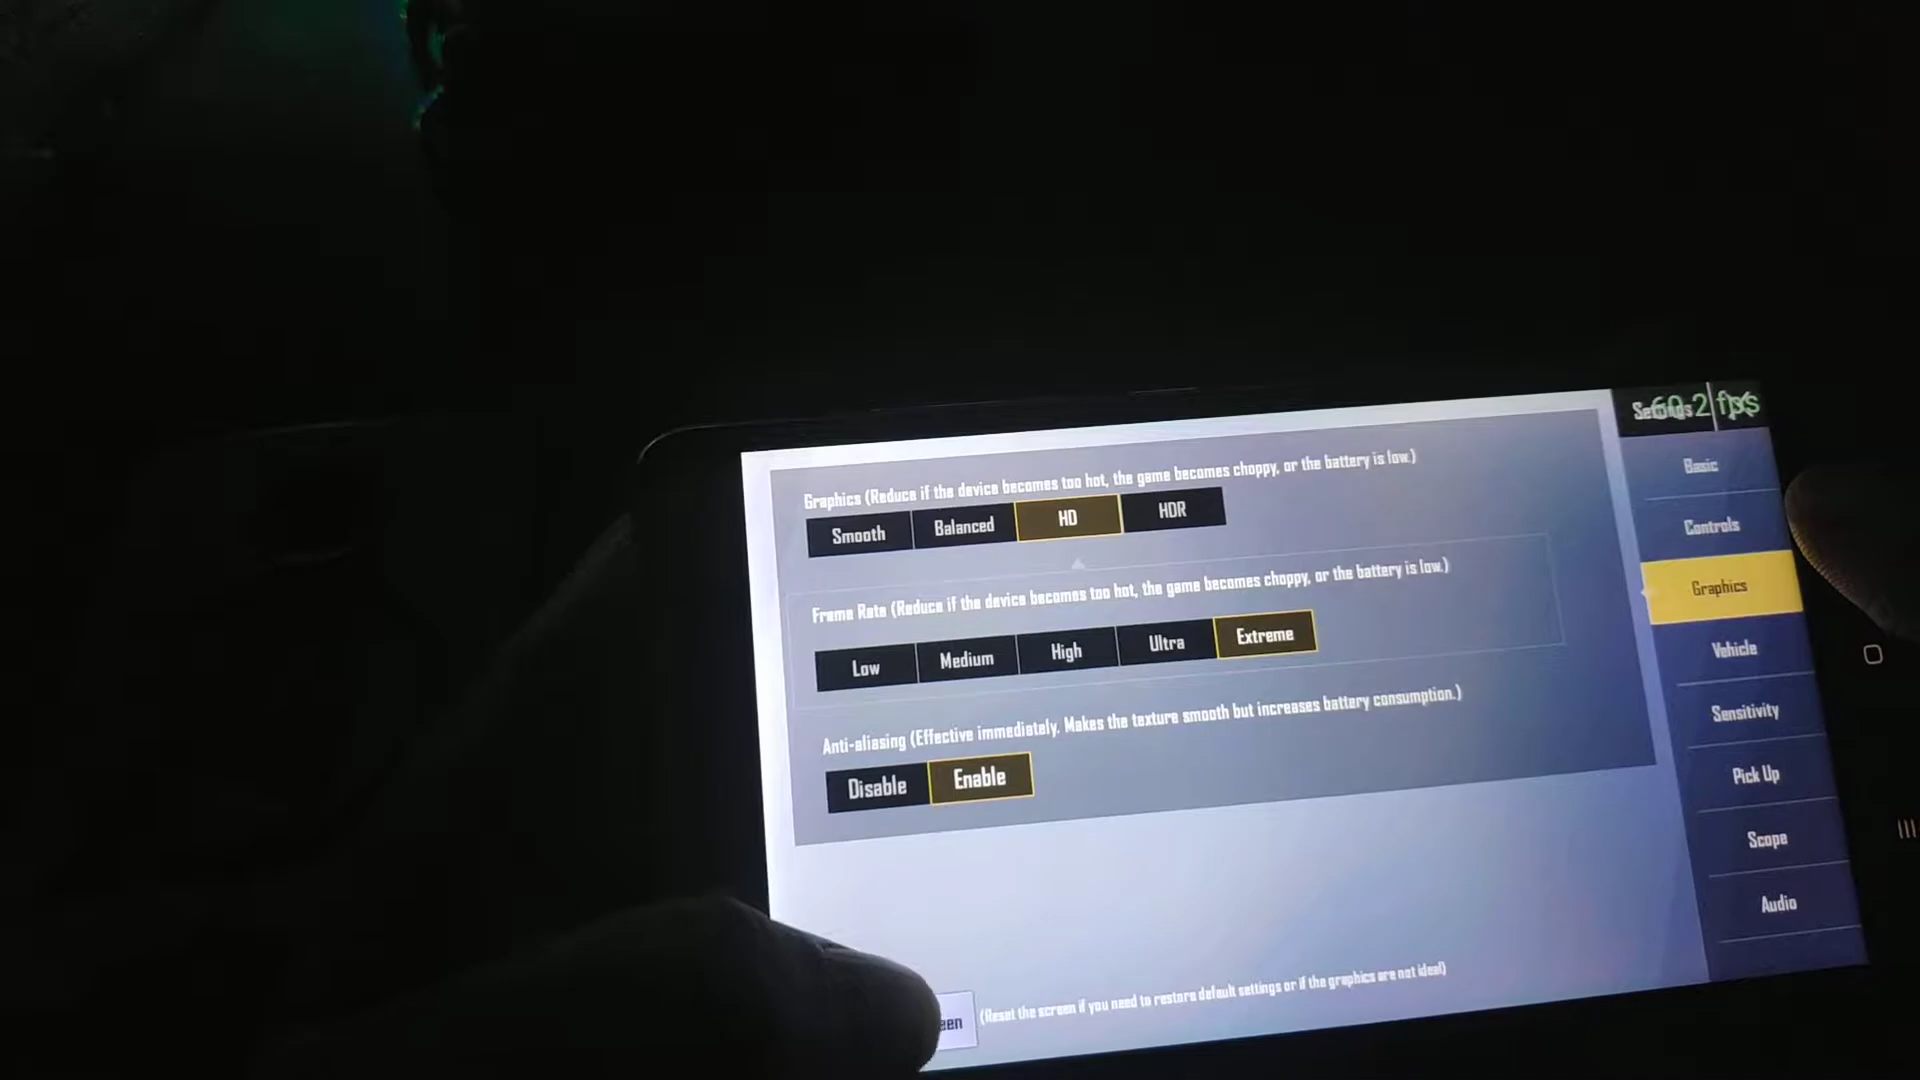 Settings
60.2 fps
Graphics (Reduce if the device becomes too hot, the game becomes choppy, or the battery is low.)
Smooth Balanced HD HDR
Frame Rate (Reduce if the device becomes too hot, the game becomes choppy, or the battery is low.)
Low Medium High Ultra Extreme
Anti-aliasing (Effective immediately. Makes the texture smooth but increases battery consumption.)
Disable Enable
een (Reset the screen if you need to restore default settings or if the graphics are not ideal)
Basic
Controls
Graphics
Vehicle
Sensitivity
Pick Up
Scope
Audio